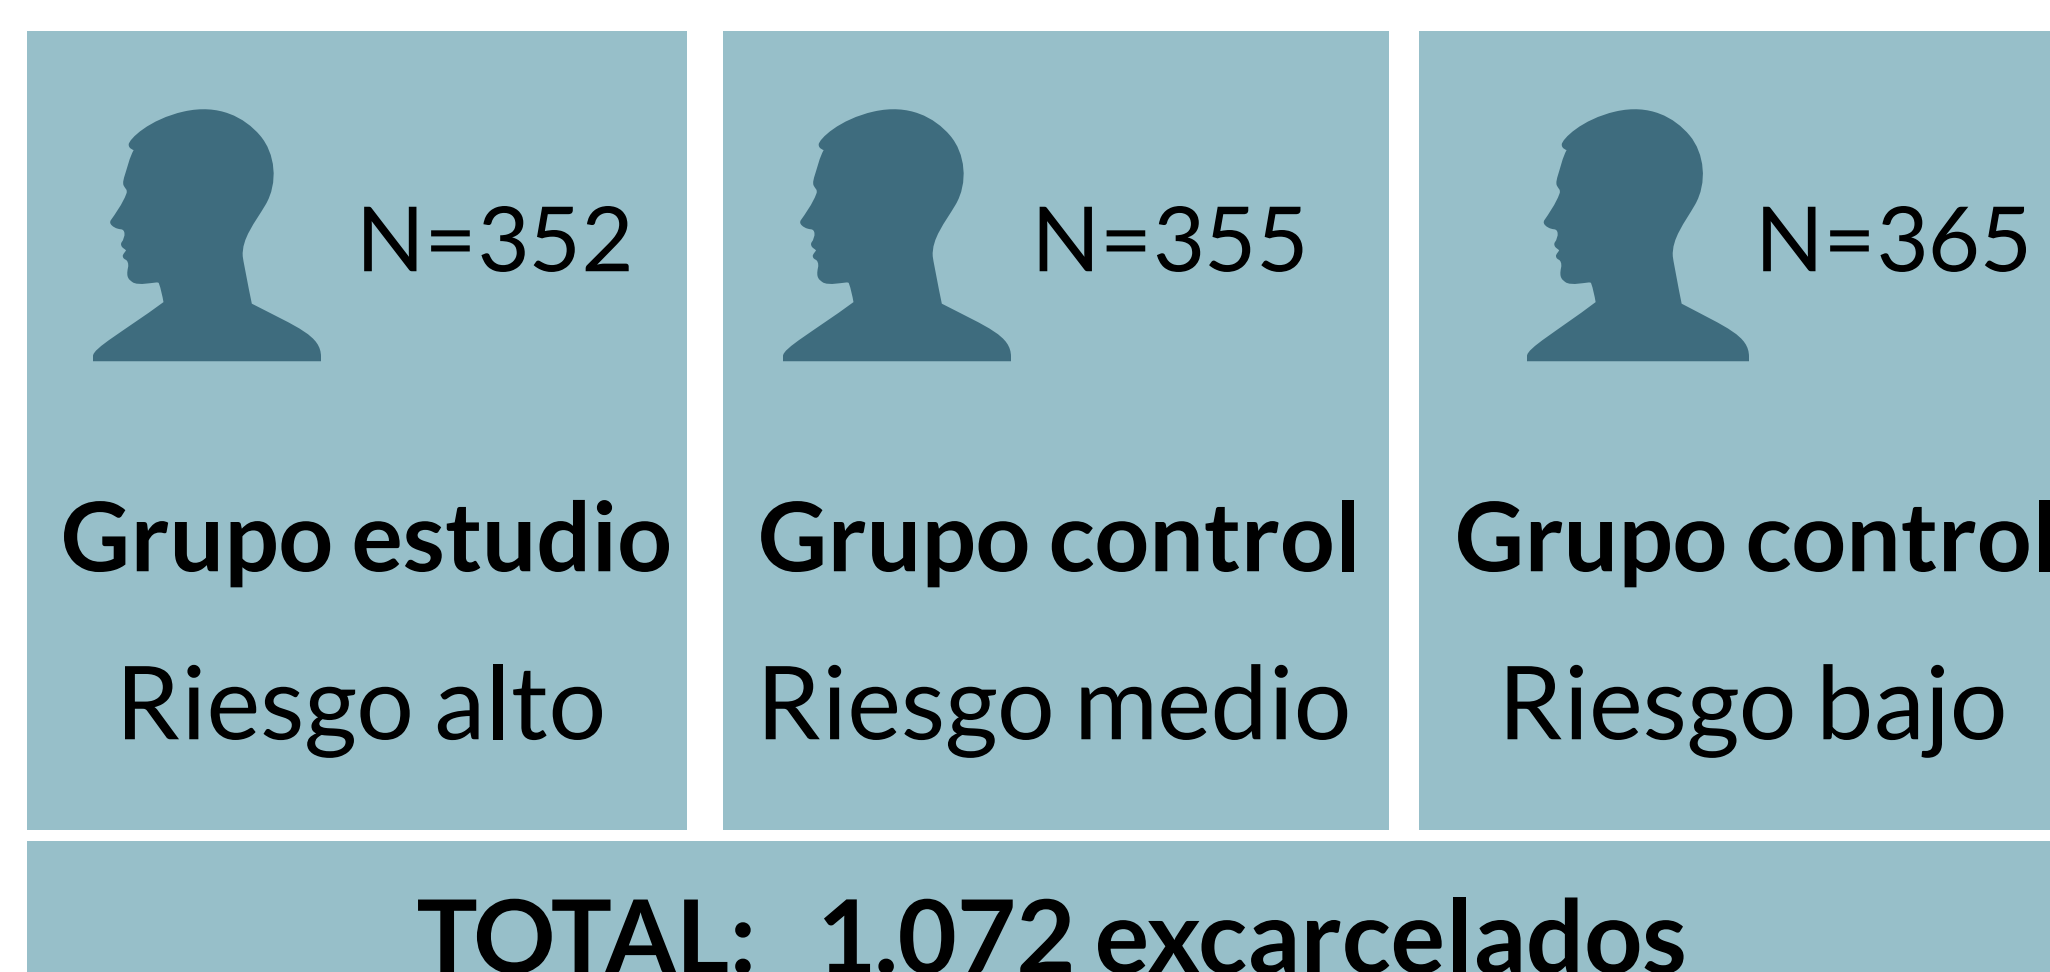 N=352
Grupo estudio
Riesgo alto
N=355
Grupo control
Riesgo medio
N=365
Grupo control
Riesgo bajo
TOTAL: 1.072 excarcelados